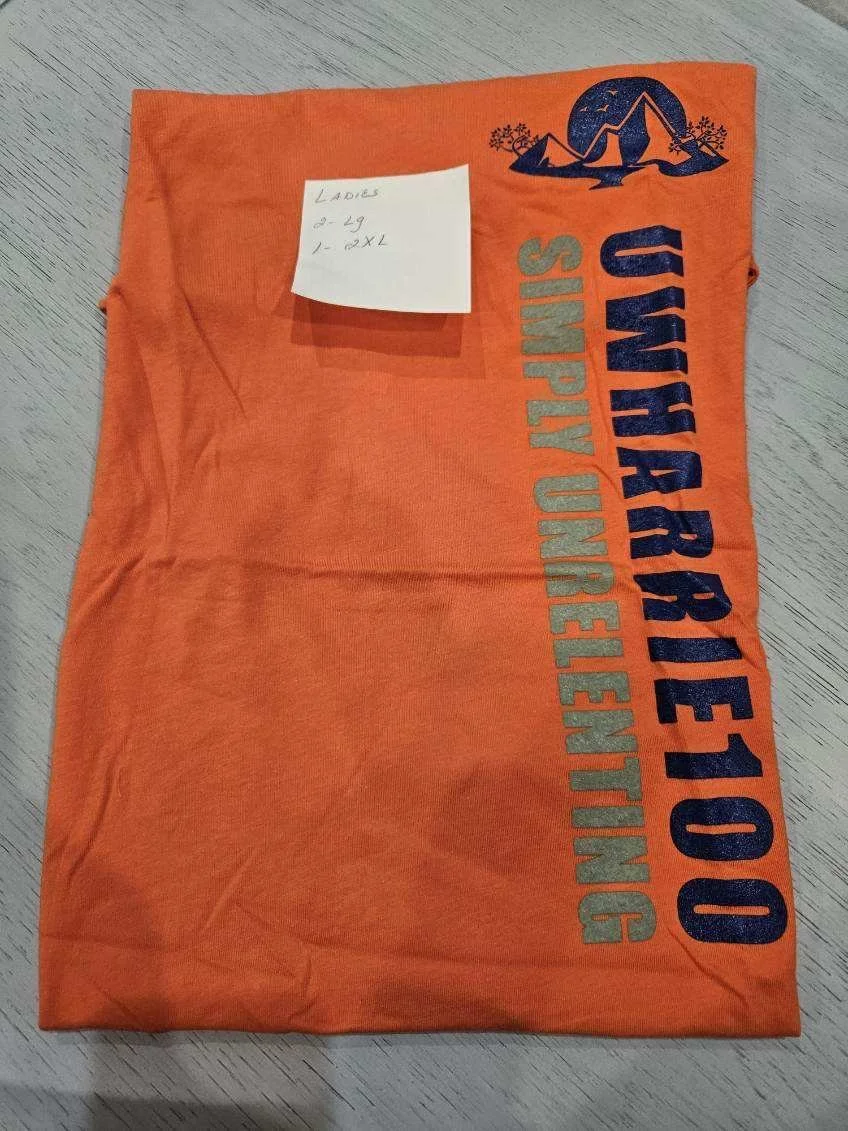 LADIES
2- Lg
1- 2XL
UWHARRIE100
SIMPLY UNRELENTING